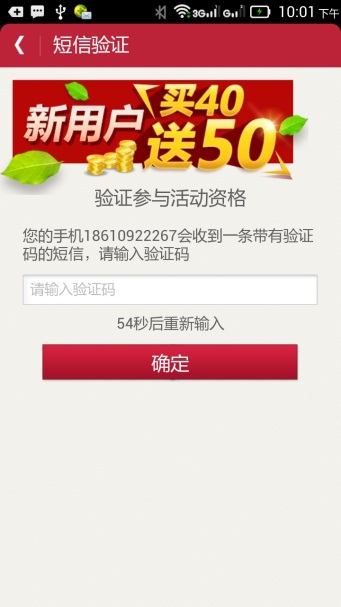 3G G 10:01下午
短信验证
新用户
买40
送50
验证参与活动资格
您的手机18610922267会收到一条带有验证
码的短信，请输入验证码
请输入验证码
54秒后重新输入
确定